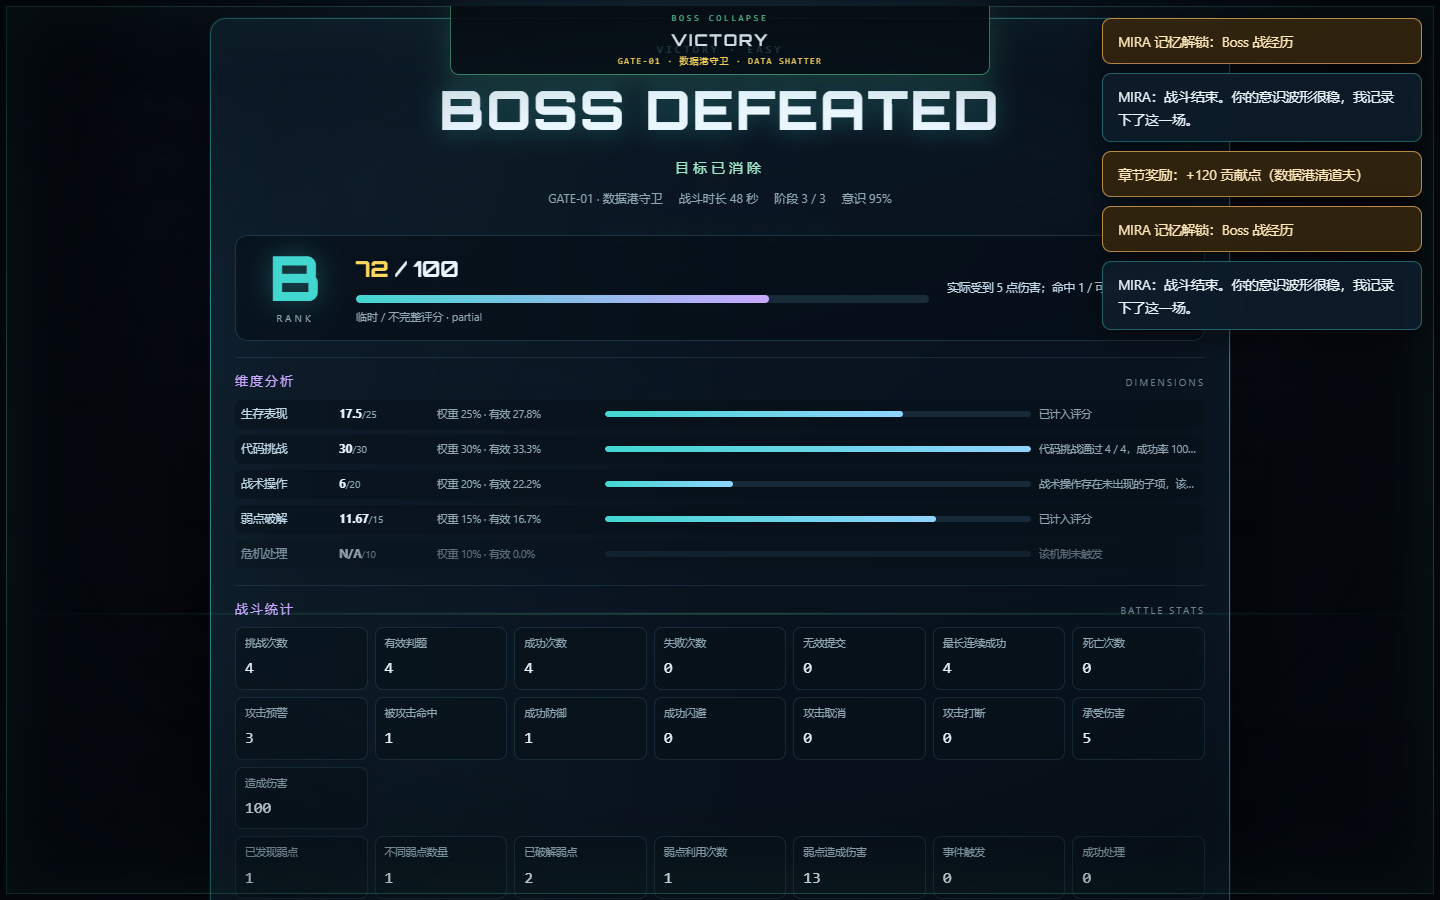 BOSS COLLAPSE
VICTORY
VICTORY · EASY
GATE-01 · 数据港守卫 · DATA SHATTER
BOSS DEFEATED
目标已消除
GATE-01 · 数据港守卫 战斗时长 48 秒 阶段 3 / 3 意识 95%
B
RANK
72 / 100
临时 / 不完整评分 · partial
实际受到 5 点伤害；命中 1 / 可
MIRA 记忆解锁：Boss 战经历
MIRA：战斗结束。你的意识波形很稳，我记录
下了这一场。
章节奖励：+120 贡献点（数据港清道夫）
MIRA 记忆解锁：Boss 战经历
MIRA：战斗结束。你的意识波形很稳，我记录
下了这一场。
维度分析 DIMENSIONS
生存表现 17.5/25 权重 25% · 有效 27.8% 已计入评分
代码挑战 30/30 权重 30% · 有效 33.3% 代码挑战通过 4 / 4，成功率 100...
战术操作 6/20 权重 20% · 有效 22.2% 战术操作存在未出现的子项，该...
弱点破解 11.67/15 权重 15% · 有效 16.7% 已计入评分
危机处理 N/A/10 权重 10% · 有效 0.0% 该机制未触发
战斗统计 BATTLE STATS
挑战次数 有效判题 成功次数 失败次数 无效提交 最长连续成功 死亡次数
4 4 4 0 0 4 0
攻击预警 被攻击命中 成功防御 成功闪避 攻击取消 攻击打断 承受伤害
3 1 1 0 0 0 5
造成伤害
100
已发现弱点 不同弱点数量 已破解弱点 弱点利用次数 弱点造成伤害 事件触发 成功处理
1 1 2 1 13 0 0